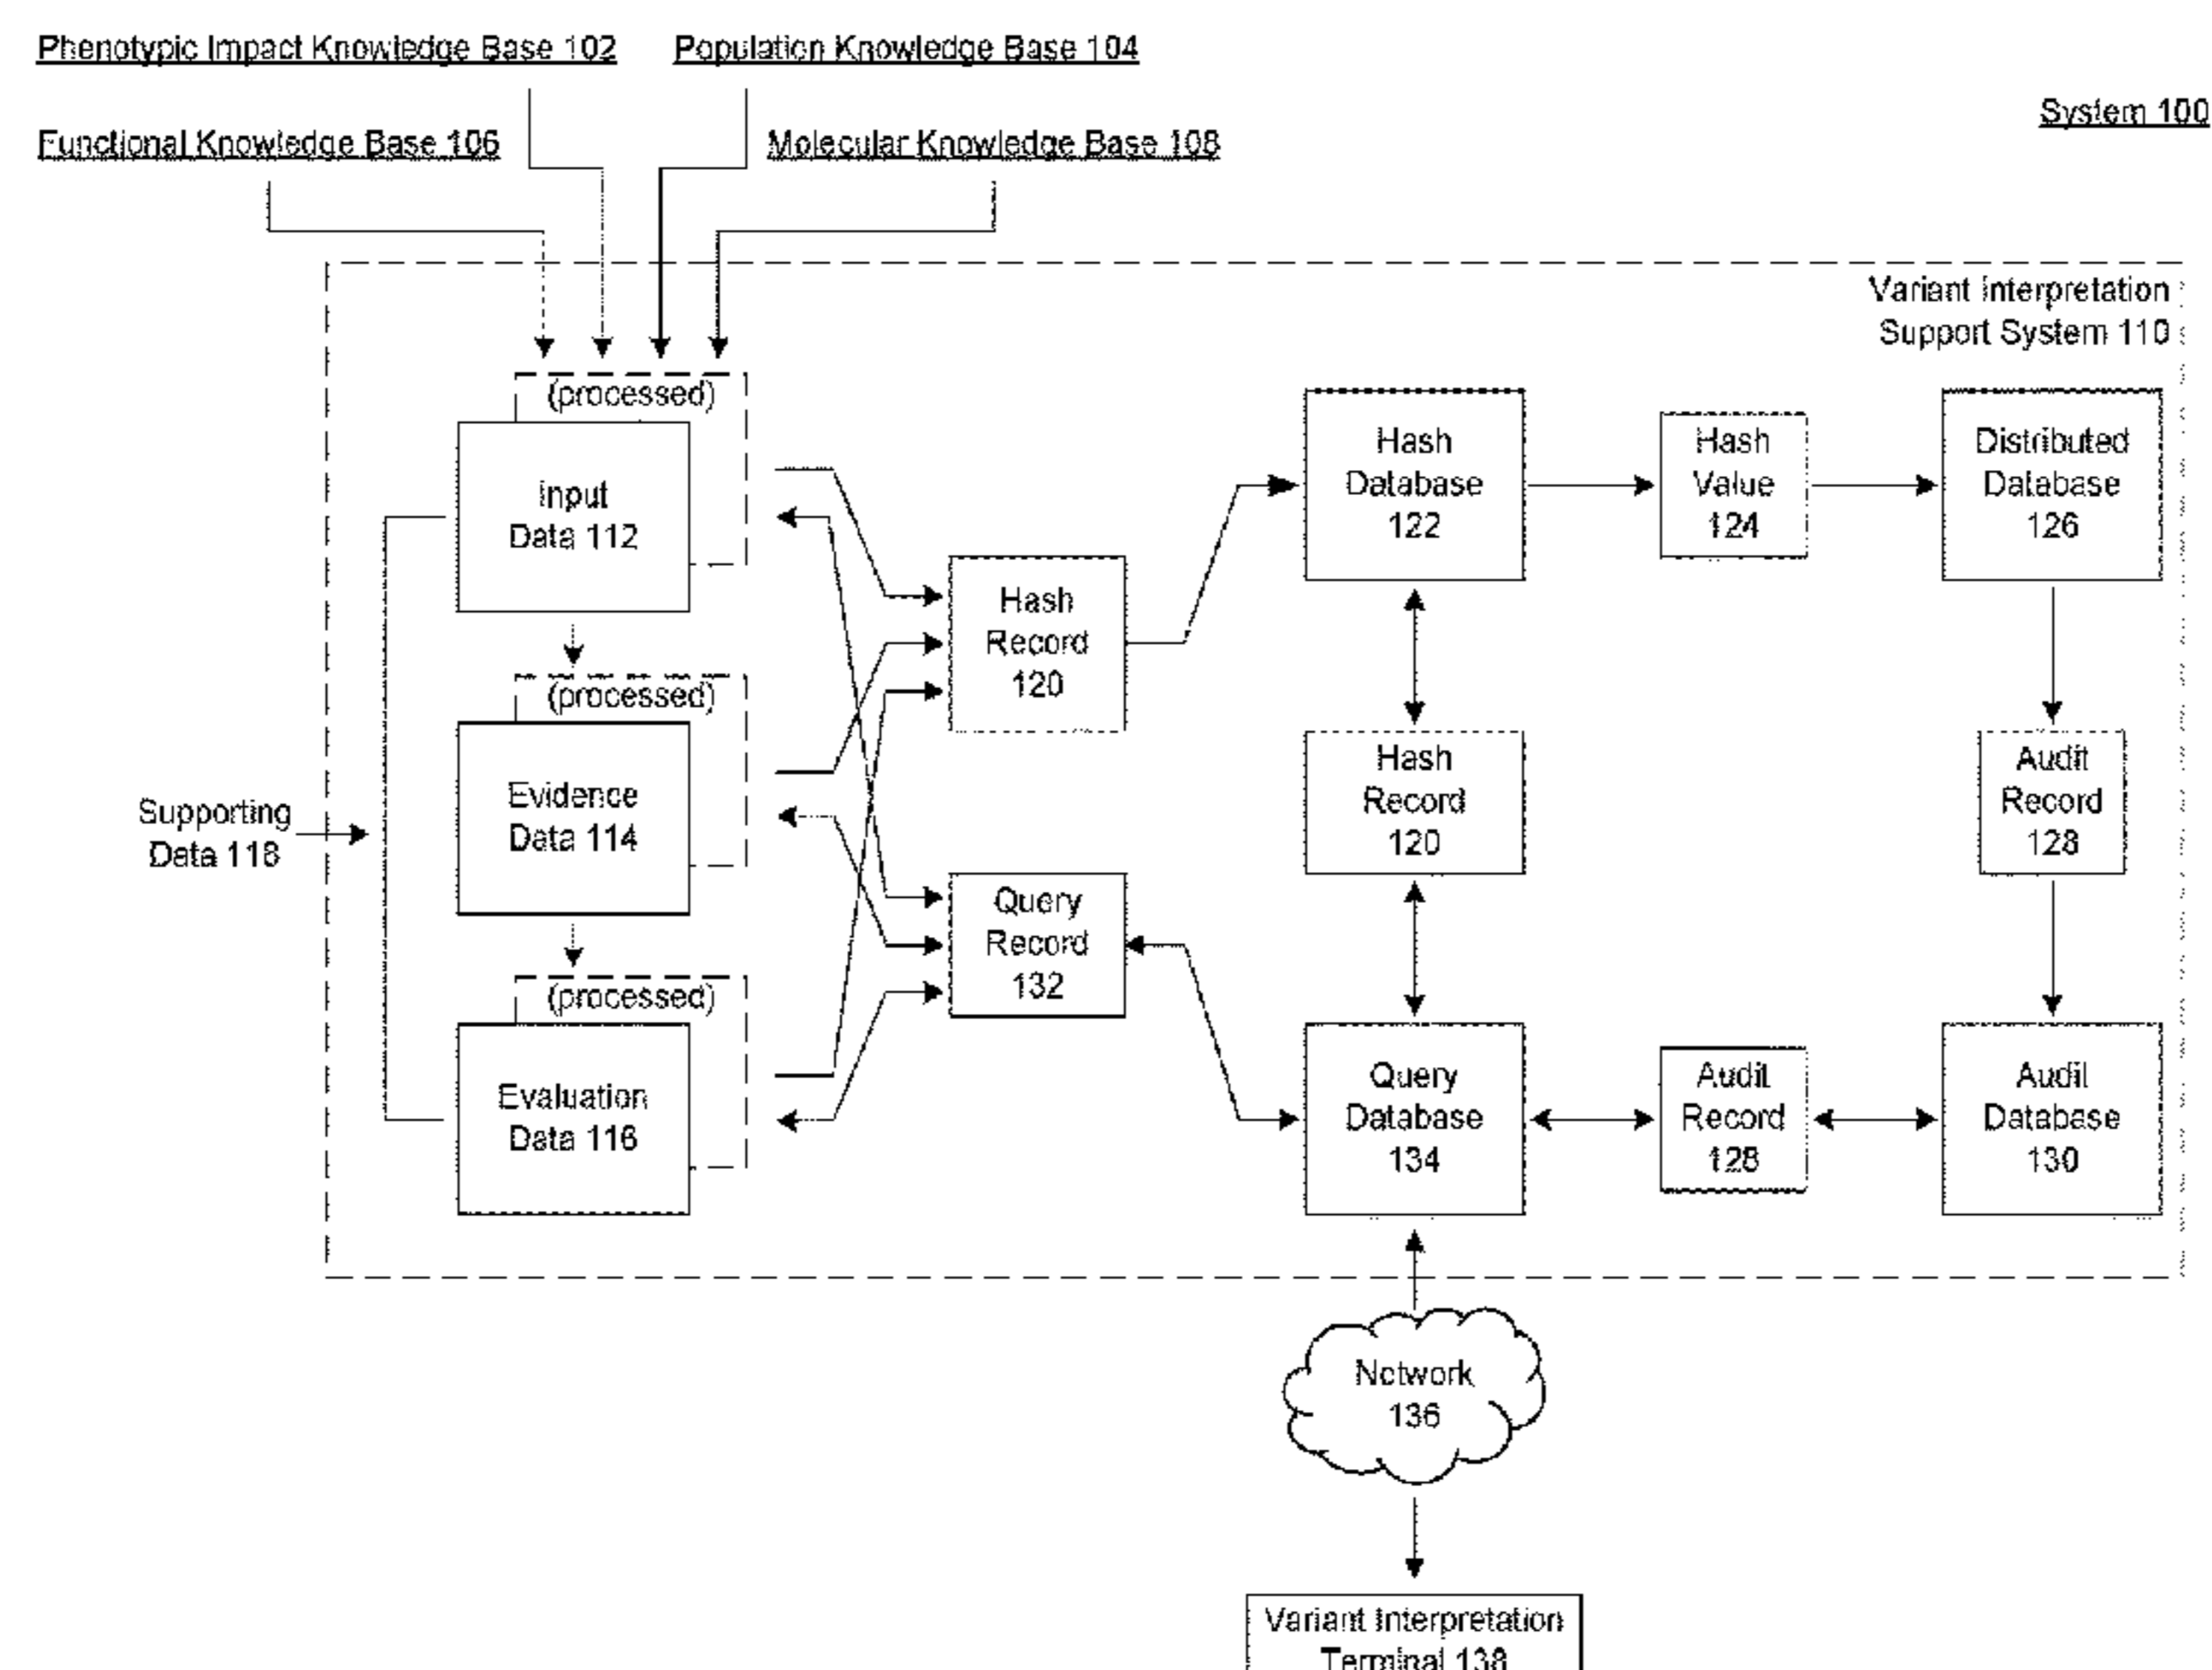 Phenotypic Impact Knowledge Base 102
Population Knowledge Base 104
System 100
Functional Knowledge Base 106
Molecular Knowledge Base 108
Variant Interpretation
Support System 110
(processed)
Input
Data 112
Hash
Database
122
Hash
Value
124
Distributed
Database
126
Hash
Record
120
(processed)
Evidence
Data 114
Supporting
Data 118
Hash
Record
120
Audit
Record
128
Query
Record
132
(processed)
Evaluation
Data 116
Query
Database
134
Audit
Record
128
Audit
Database
130
Network
136
Variant Interpretation
Terminal 138